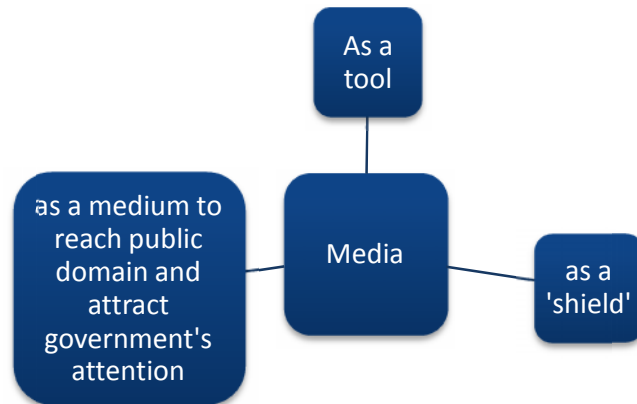 As a
tool
as a medium to
reach public
domain and
attract
government's
attention
Media
as a
'shield'